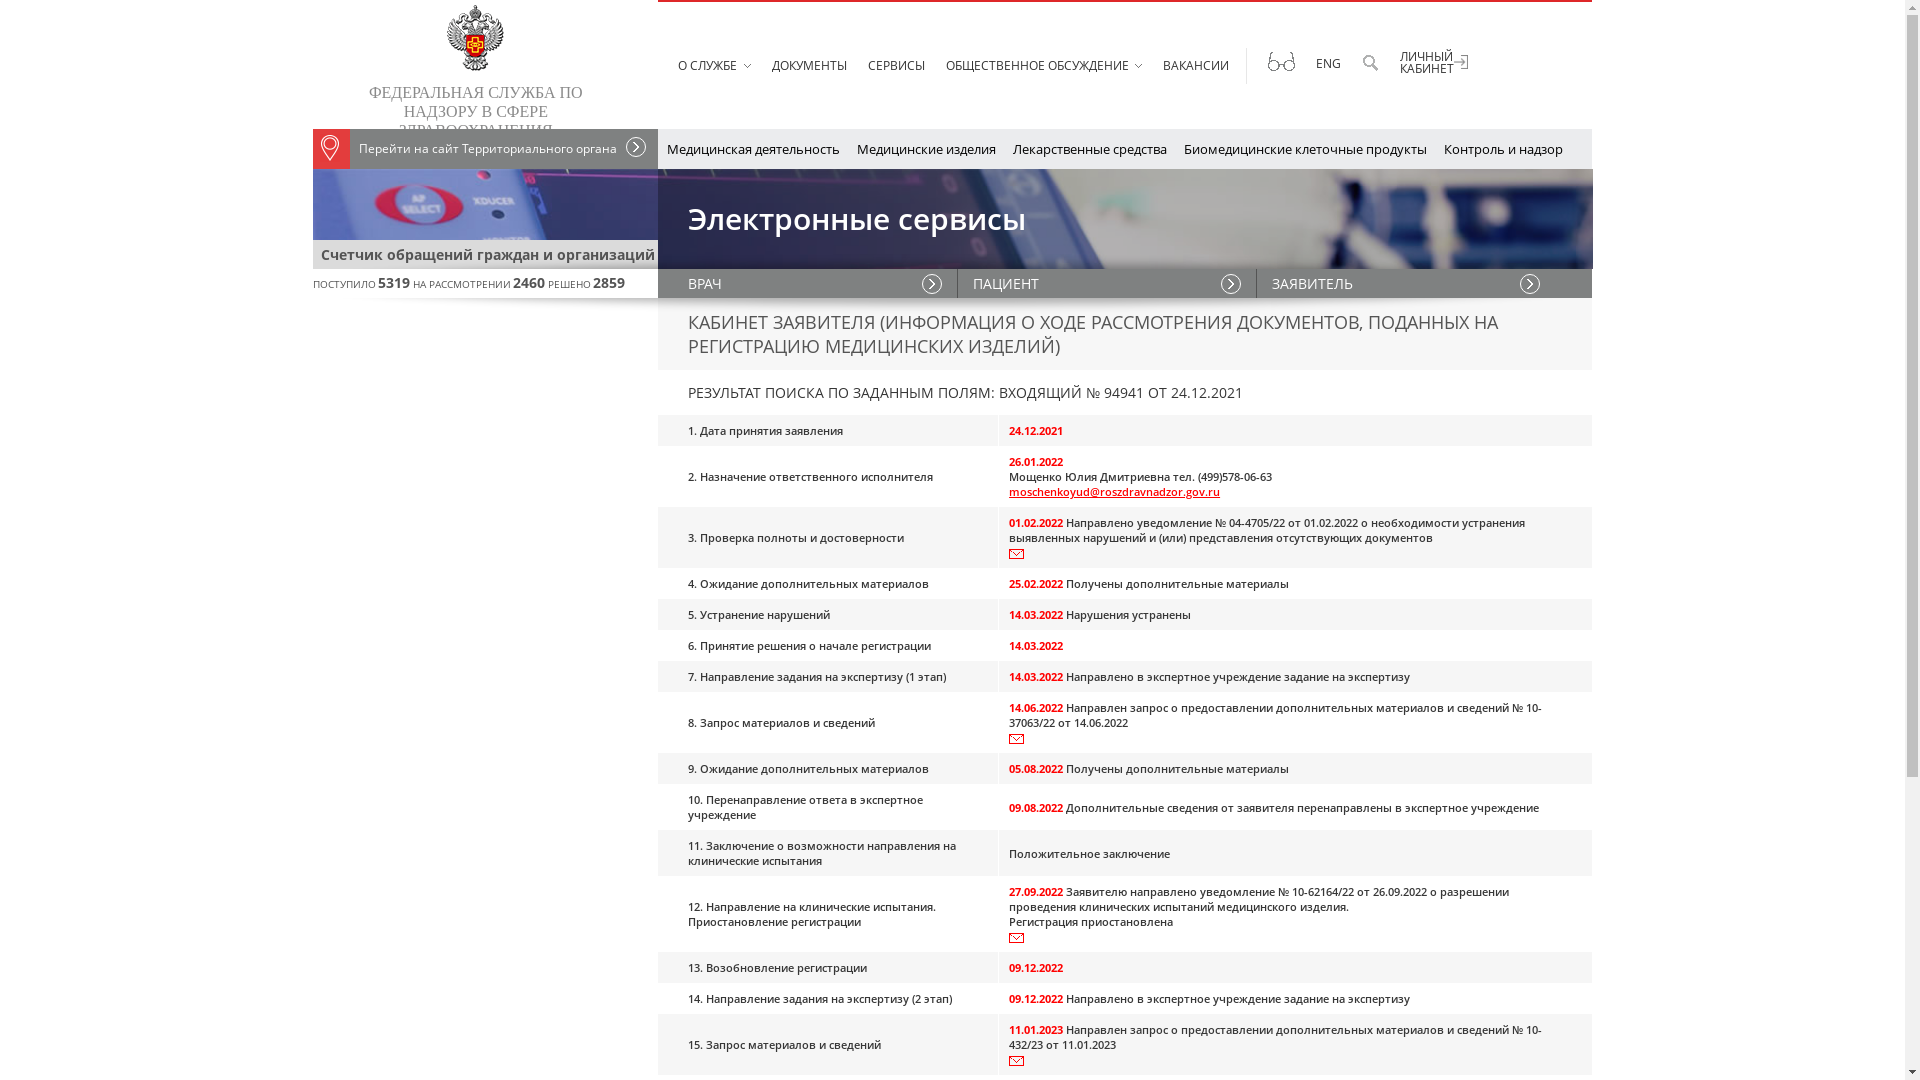 ФЕДЕРАЛЬНАЯ СЛУЖБА ПО
НАДЗОРУ В СФЕРЕ
ЗДРАВООХРАНЕНИЯ
О СЛУЖБЕ
ДОКУМЕНТЫ
СЕРВИСЫ
ОБЩЕСТВЕННОЕ ОБСУЖДЕНИЕ
ВАКАНСИИ
ENG
ЛИЧНЫЙ
КАБИНЕТ
Перейти на сайт Территориального органа
Медицинская деятельность
Медицинские изделия
Лекарственные средства
Биомедицинские клеточные продукты
Контроль и надзор
AP
SELECT
XDUCER
MONITOR
Электронные сервисы
Счетчик обращений граждан и организаций
ПОСТУПИЛО 5319 НА РАССМОТРЕНИИ 2460 РЕШЕНО 2859
ВРАЧ
ПАЦИЕНТ
ЗАЯВИТЕЛЬ
КАБИНЕТ ЗАЯВИТЕЛЯ (ИНФОРМАЦИЯ О ХОДЕ РАССМОТРЕНИЯ ДОКУМЕНТОВ, ПОДАННЫХ НА
РЕГИСТРАЦИЮ МЕДИЦИНСКИХ ИЗДЕЛИЙ)
РЕЗУЛЬТАТ ПОИСКА ПО ЗАДАННЫМ ПОЛЯМ: ВХОДЯЩИЙ № 94941 ОТ 24.12.2021
1. Дата принятия заявления
24.12.2021
2. Назначение ответственного исполнителя
26.01.2022
Мощенко Юлия Дмитриевна тел. (499)578-06-63
moschenkoyud@roszdravnadzor.gov.ru
3. Проверка полноты и достоверности
01.02.2022 Направлено уведомление № 04-4705/22 от 01.02.2022 о необходимости устранения
выявленных нарушений и (или) представления отсутствующих документов
4. Ожидание дополнительных материалов
25.02.2022 Получены дополнительные материалы
5. Устранение нарушений
14.03.2022 Нарушения устранены
6. Принятие решения о начале регистрации
14.03.2022
7. Направление задания на экспертизу (1 этап)
14.03.2022 Направлено в экспертное учреждение задание на экспертизу
8. Запрос материалов и сведений
14.06.2022 Направлен запрос о предоставлении дополнительных материалов и сведений № 10-
37063/22 от 14.06.2022
9. Ожидание дополнительных материалов
05.08.2022 Получены дополнительные материалы
10. Перенаправление ответа в экспертное
учреждение
09.08.2022 Дополнительные сведения от заявителя перенаправлены в экспертное учреждение
11. Заключение о возможности направления на
клинические испытания
Положительное заключение
12. Направление на клинические испытания.
Приостановление регистрации
27.09.2022 Заявителю направлено уведомление № 10-62164/22 от 26.09.2022 о разрешении
проведения клинических испытаний медицинского изделия.
Регистрация приостановлена
13. Возобновление регистрации
09.12.2022
14. Направление задания на экспертизу (2 этап)
09.12.2022 Направлено в экспертное учреждение задание на экспертизу
15. Запрос материалов и сведений
11.01.2023 Направлен запрос о предоставлении дополнительных материалов и сведений № 10-
432/23 от 11.01.2023